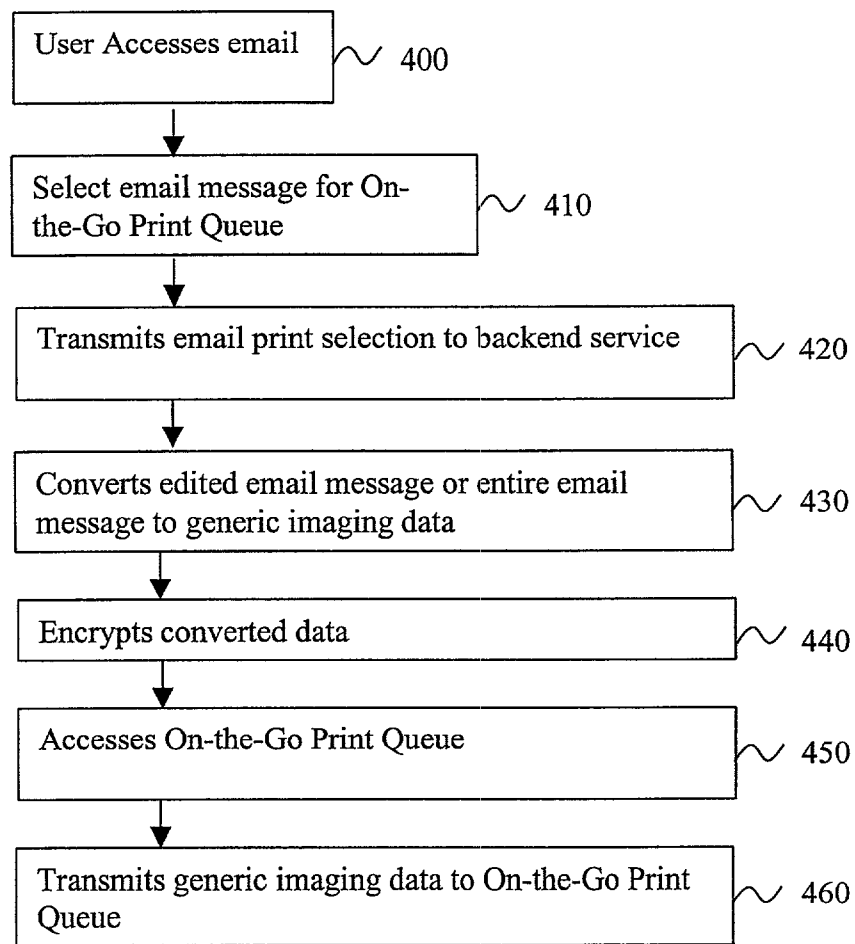 User Accesses email
400
Select email message for On-
the-Go Print Queue
410
Transmits email print selection to backend service
420
Converts edited email message or entire email
message to generic imaging data
430
Encrypts converted data
440
Accesses On-the-Go Print Queue
450
Transmits generic imaging data to On-the-Go Print
Queue
460